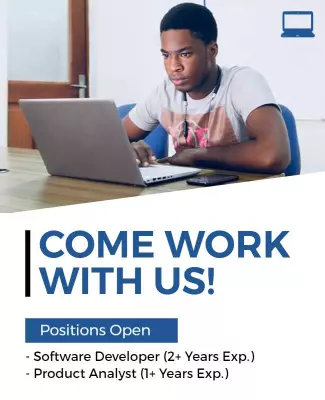 COME WORK
WITH US!
Positions Open
- Software Developer (2+ Years Exp.)
- Product Analyst (1+ Years Exp.)